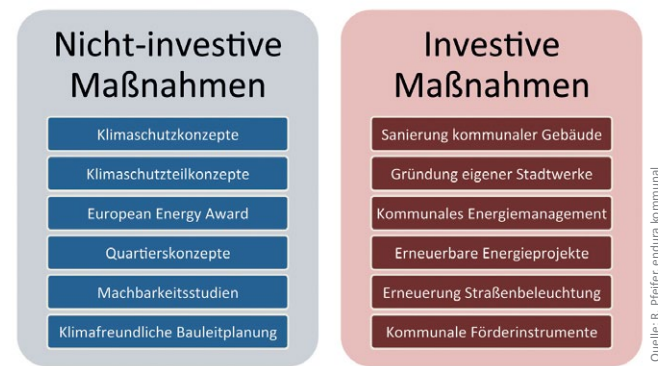 Nicht-investive
Maßnahmen
Klimaschutzkonzepte
Klimaschutzteilkonzepte
European Energy Award
Quartierskonzepte
Machbarkeitsstudien
Klimafreundliche Bauleitplanung
Investive
Maßnahmen
Sanierung kommunaler Gebäude
Gründung eigener Stadtwerke
Kommunales Energiemanagement
Erneuerbare Energieprojekte
Erneuerung Straßenbeleuchtung
Kommunale Förderinstrumente
Quelle: R. Pfeifer, endura kommunal